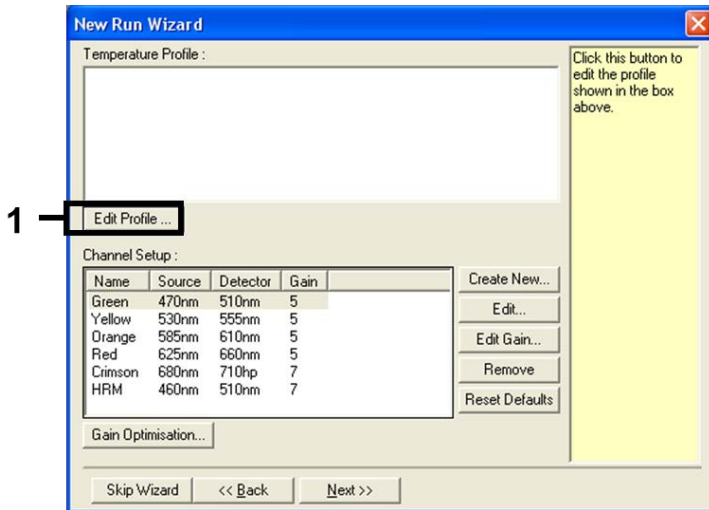 New Run Wizard
Temperature Profile :
Click this button to
edit the profile
shown in the box
above.
1
Edit Profile ...
Channel Setup :
Name Source Detector Gain
Green 470nm 510nm 5
Yellow 530nm 555nm 5
Orange 585nm 610nm 5
Red 625nm 660nm 5
Crimson 680nm 710hp 7
HRM 460nm 510nm 7
Create New...
Edit...
Edit Gain...
Remove
Reset Defaults
Gain Optimisation...
Skip Wizard << Back Next >>